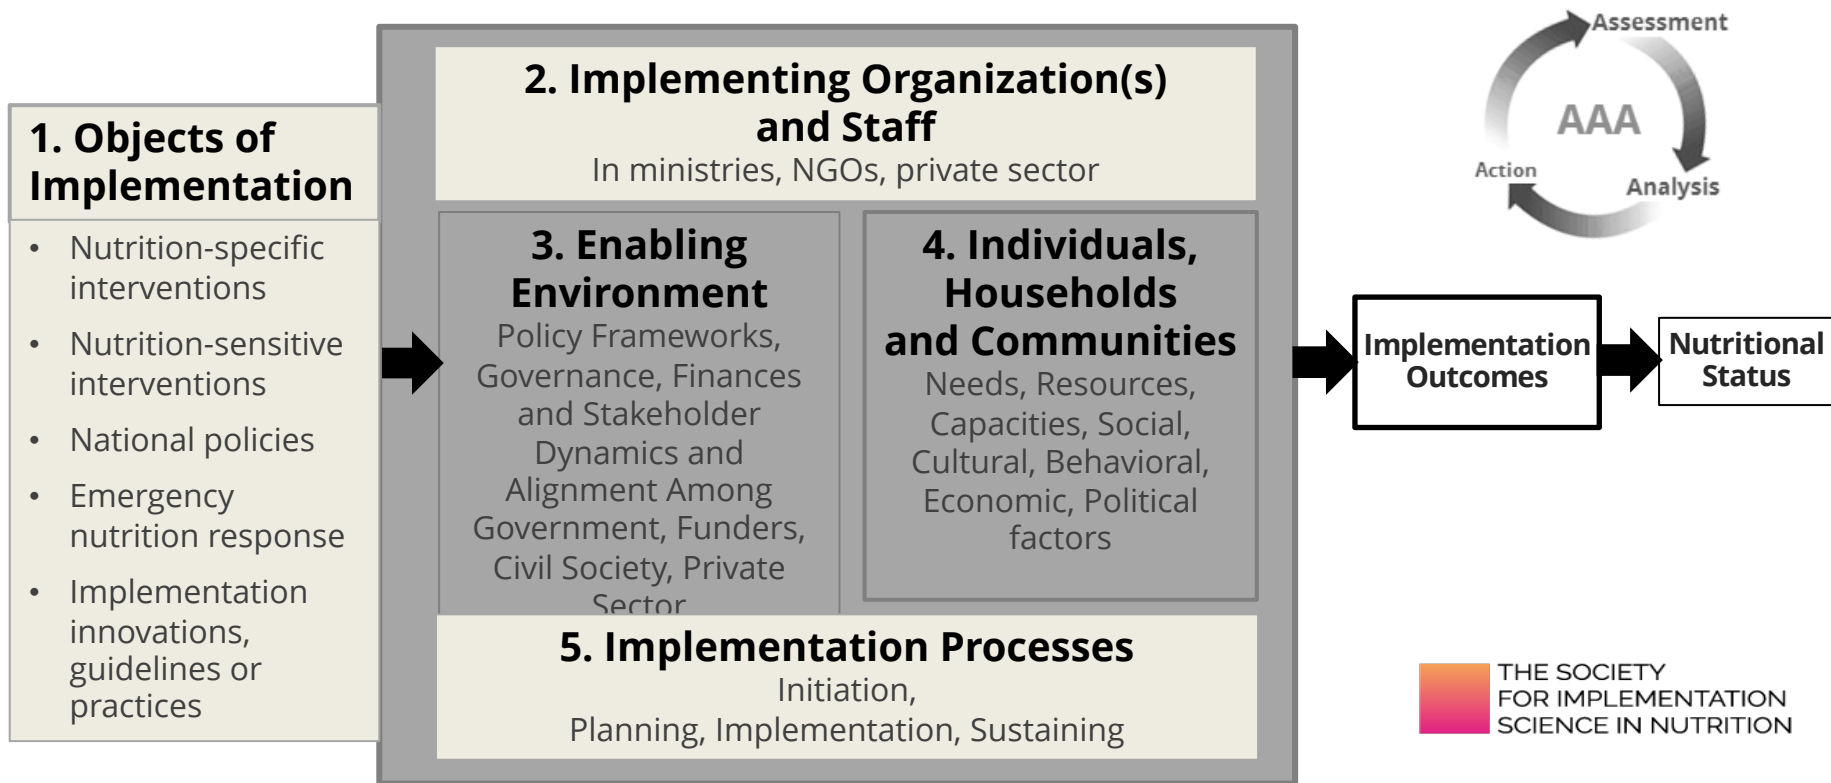 1. Objects of
Implementation
• Nutrition-specific
interventions
• Nutrition-sensitive
interventions
• National policies
• Emergency
nutrition response
• Implementation
innovations,
guidelines or
practices
2. Implementing Organization(s)
and Staff
In ministries, NGOs, private sector
3. Enabling
Environment
Policy Frameworks,
Governance, Finances
and Stakeholder
Dynamics and
Alignment Among
Government, Funders,
Civil Society, Private
Sector
4. Individuals,
Households
and Communities
Needs, Resources,
Capacities, Social,
Cultural, Behavioral,
Economic, Political
factors
5. Implementation Processes
Initiation,
Planning, Implementation, Sustaining
Implementation
Outcomes
Nutritional
Status
Assessment
AAA
Action
Analysis
THE SOCIETY
FOR IMPLEMENTATION
SCIENCE IN NUTRITION